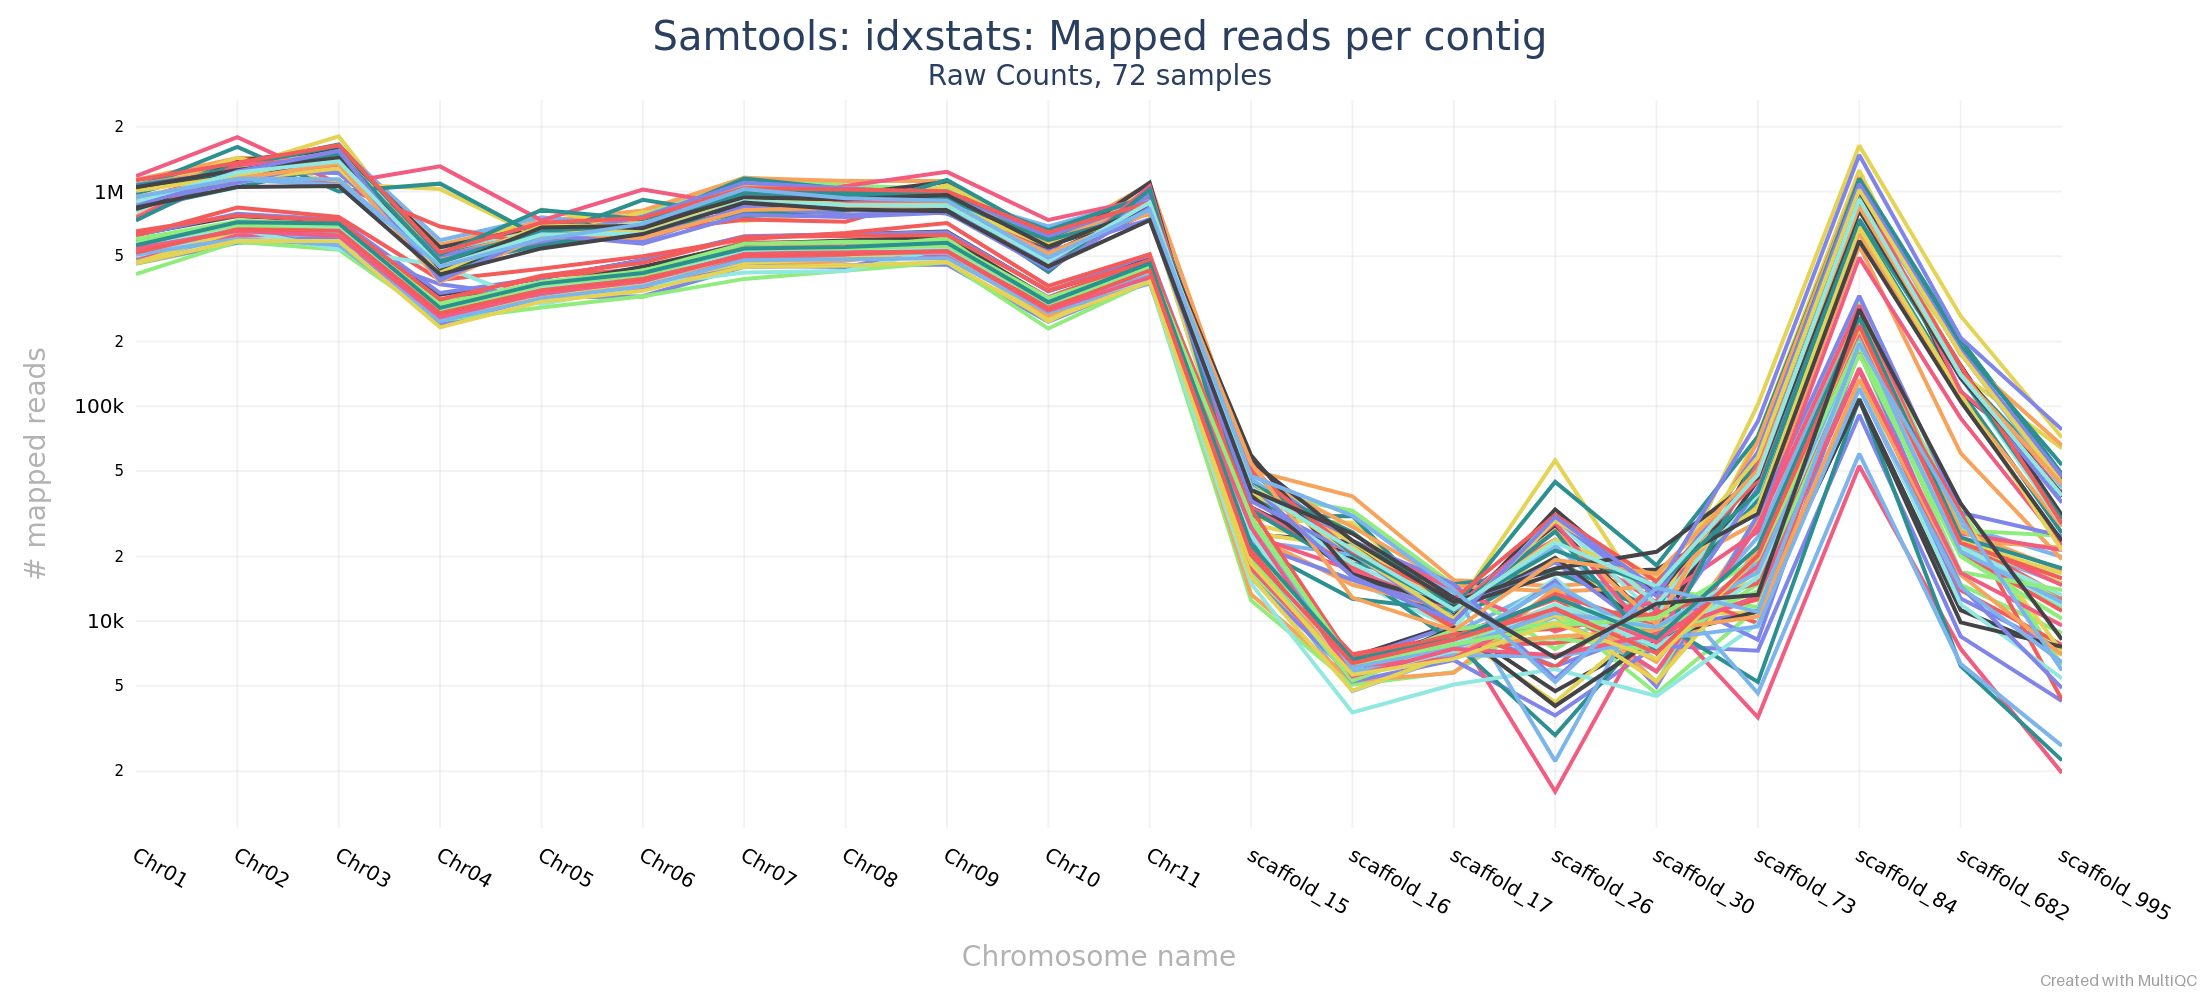 Samtools: idxstats: Mapped reads per contig
Raw Counts, 72 samples
# mapped reads
2
1M
5
2
100k
5
2
10k
5
2
Chr01
Chr02
Chr03
Chr04
Chr05
Chr06
Chr07
Chr08
Chr09
Chr10
Chr11
scaffold_15
scaffold_16
scaffold_17
scaffold_26
scaffold_30
scaffold_73
scaffold_84
scaffold_682
scaffold_995
Chromosome name
Created with MultiQC